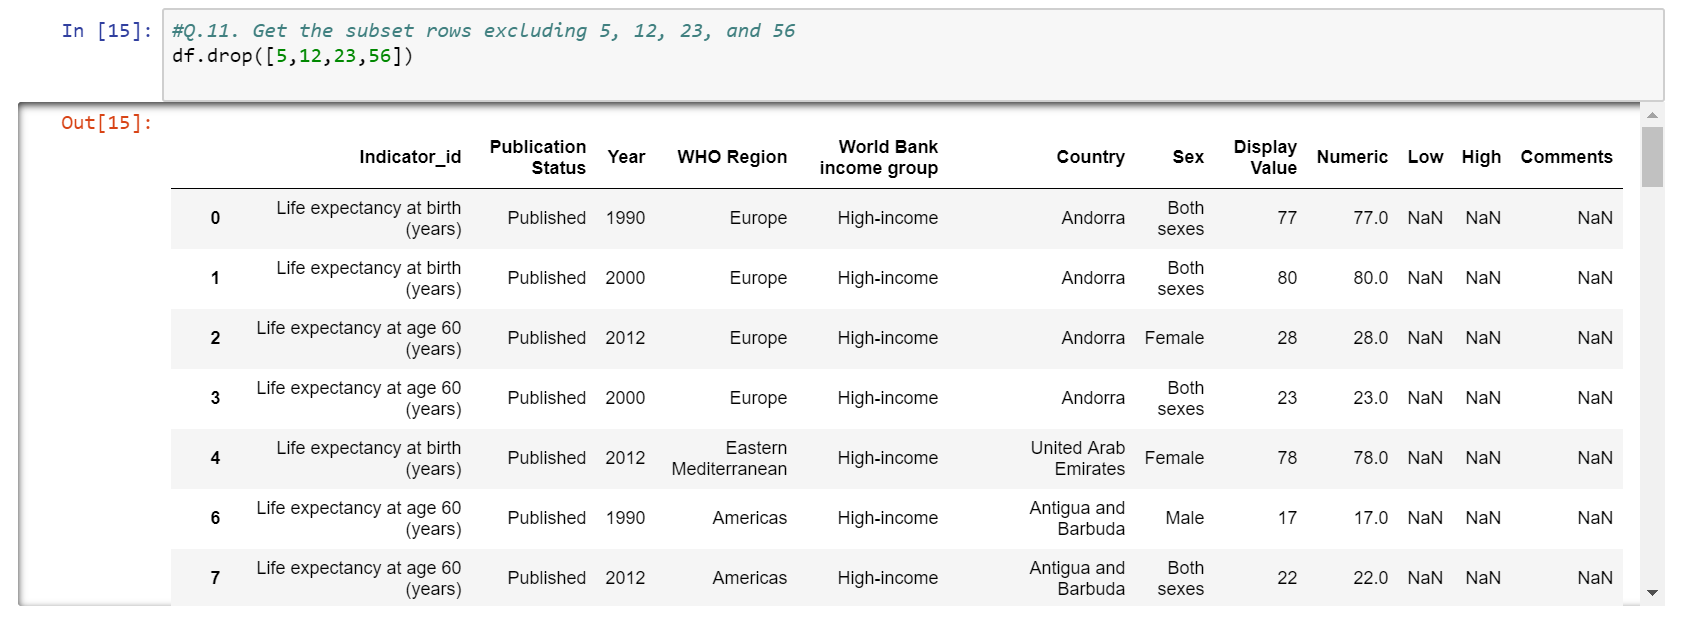 In [15]: #Q.11. Get the subset rows excluding 5, 12, 23, and 56
df.drop([5,12,23,56])
Out[15]:
Indicator_id Publication Status Year WHO Region World Bank income group Country Sex Display Value Numeric Low High Comments
0 Life expectancy at birth (years) Published 1990 Europe High-income Andorra Both sexes 77 77.0 NaN NaN NaN
1 Life expectancy at birth (years) Published 2000 Europe High-income Andorra Both sexes 80 80.0 NaN NaN NaN
2 Life expectancy at age 60 (years) Published 2012 Europe High-income Andorra Female 28 28.0 NaN NaN NaN
3 Life expectancy at age 60 (years) Published 2000 Europe High-income Andorra Both sexes 23 23.0 NaN NaN NaN
4 Life expectancy at birth (years) Published 2012 Eastern Mediterranean High-income United Arab Emirates Female 78 78.0 NaN NaN NaN
6 Life expectancy at age 60 (years) Published 1990 Americas High-income Antigua and Barbuda Male 17 17.0 NaN NaN NaN
7 Life expectancy at age 60 (years) Published 2012 Americas High-income Antigua and Barbuda Both sexes 22 22.0 NaN NaN NaN